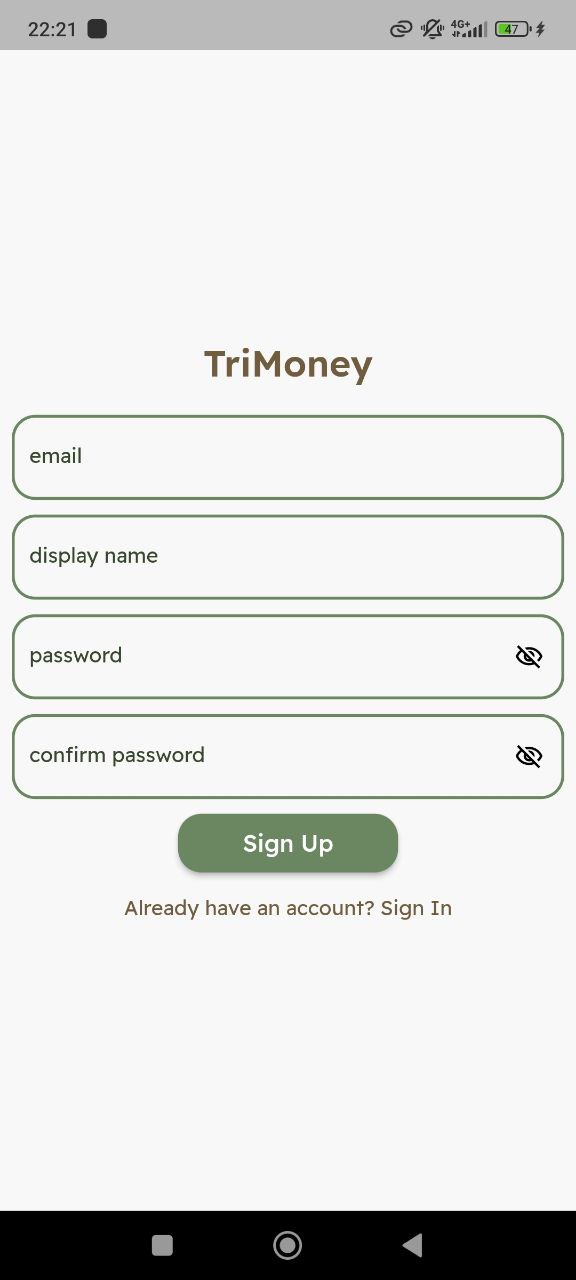 22:21
4G+
47
TriMoney
email
display name
password
confirm password
Sign Up
Already have an account? Sign In